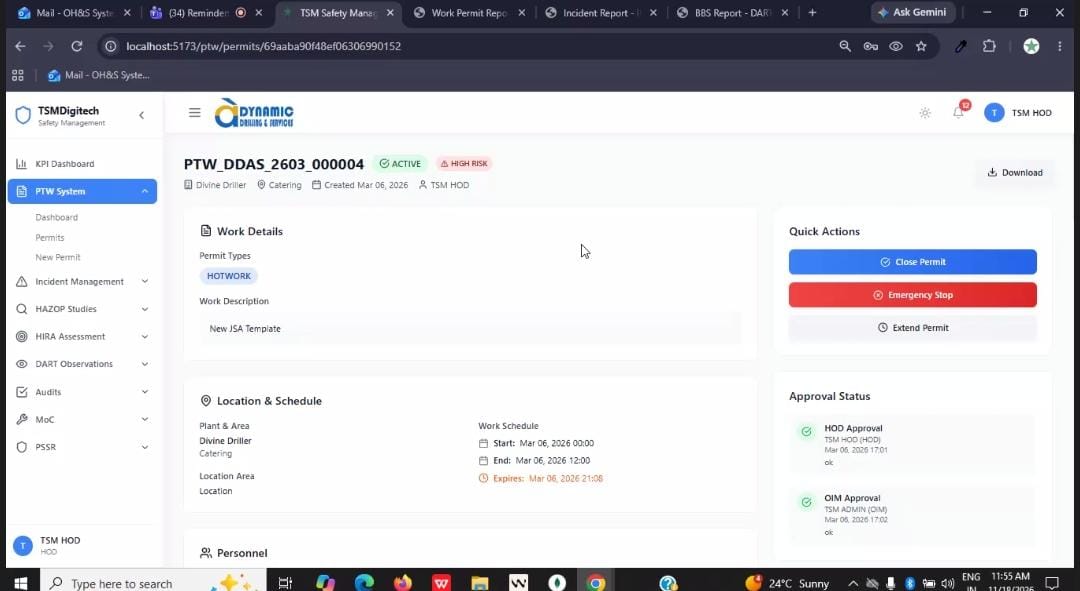 Mail - OH&S Syste
(34) Reminder
TSM Safety Manag
Work Permit Repo
Incident Report -
BBS Report - DAR
Ask Gemini
localhost:5173/ptw/permits/69aaba90f48ef06306990152
Mail - OH&S Syste...
TSMDigitech
Safety Management
DYNAMIC
DRILLING & SERVICES
12
T
TSM HOD
KPI Dashboard
PTW System
Dashboard
Permits
New Permit
Incident Management
HAZOP Studies
HIRA Assessment
DART Observations
Audits
MoC
PSSR
T
TSM HOD
HOD
PTW_DDAS_2603_000004
ACTIVE
HIGH RISK
Divine Driller
Catering
Created Mar 06, 2026
TSM HOD
Download
Work Details
Permit Types
HOTWORK
Work Description
New JSA Template
Location & Schedule
Plant & Area
Divine Driller
Catering
Location Area
Location
Work Schedule
Start: Mar 06, 2026 00:00
End: Mar 06, 2026 12:00
Expires: Mar 06, 2026 21:08
Personnel
Quick Actions
Close Permit
Emergency Stop
Extend Permit
Approval Status
HOD Approval
TSM HOD (HOD)
Mar 06, 2026 17:01
ok
OIM Approval
TSM ADMIN (OIM)
Mar 06, 2026 17:02
ok
Type here to search
24°C Sunny
ENG
IN
11:55 AM
11/18/2026